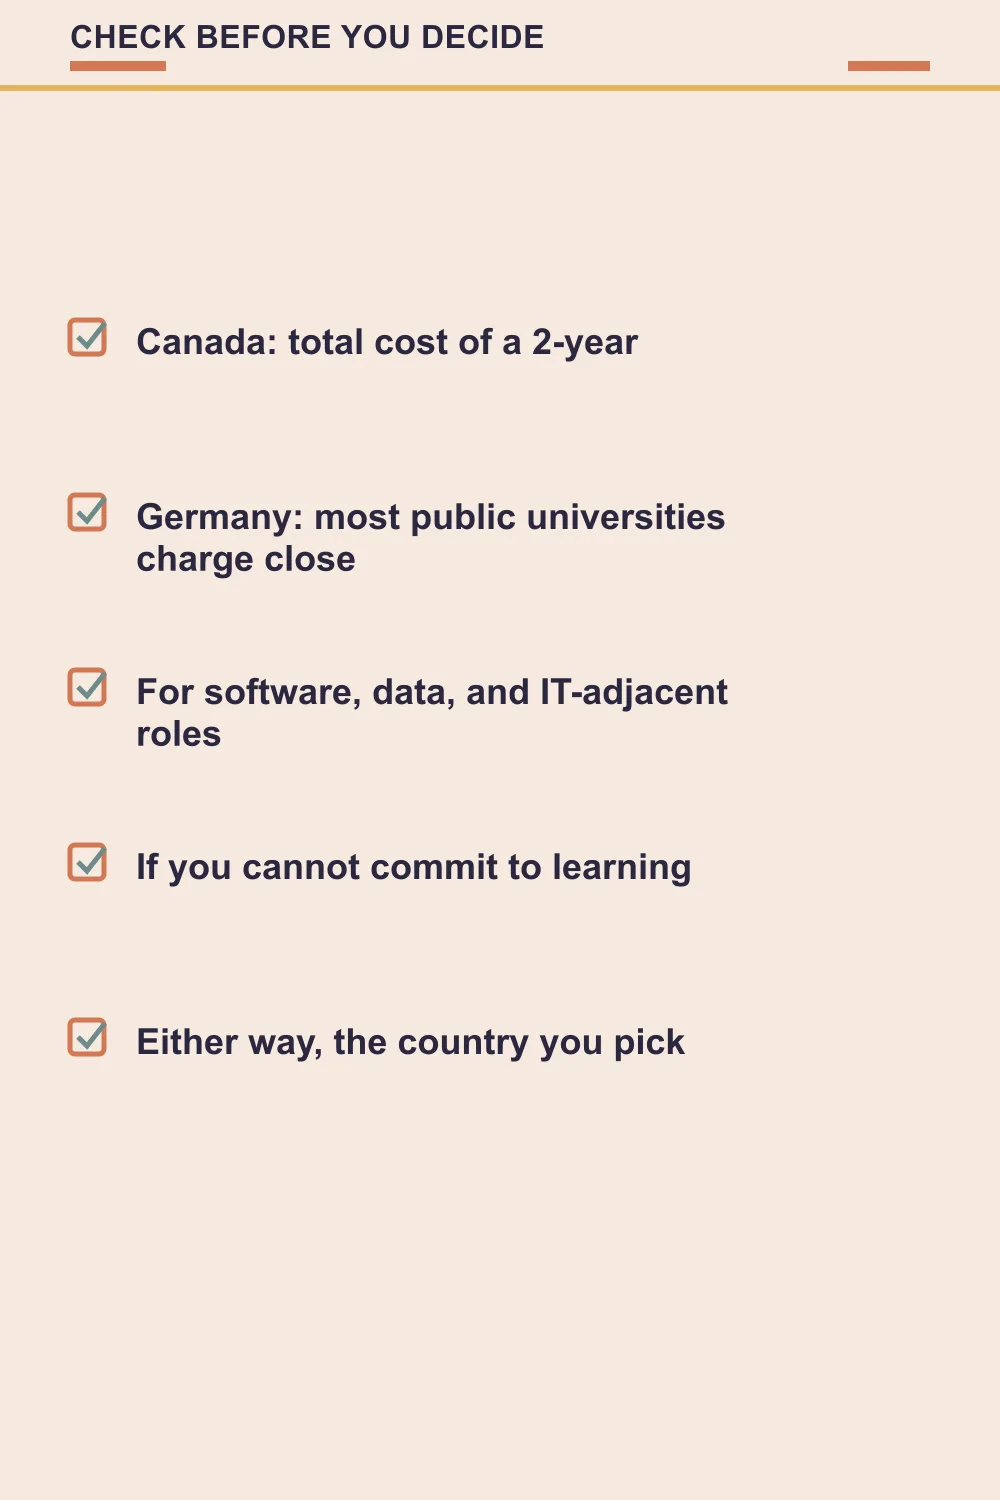 CHECK BEFORE YOU DECIDE
Canada: total cost of a 2-year
Germany: most public universities
charge close
For software, data, and IT-adjacent
roles
If you cannot commit to learning
Either way, the country you pick